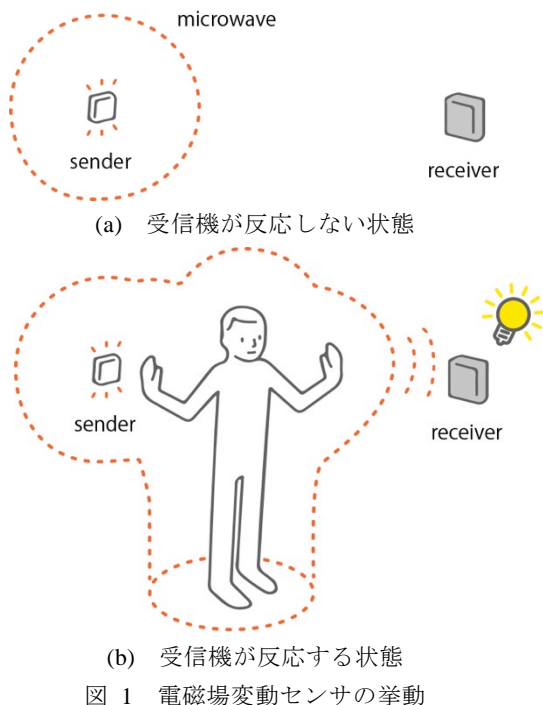 microwave
sender
receiver
(a) 受信機が反応しない状態
sender
receiver
(b) 受信機が反応する状態
図 1 電磁場変動センサの挙動